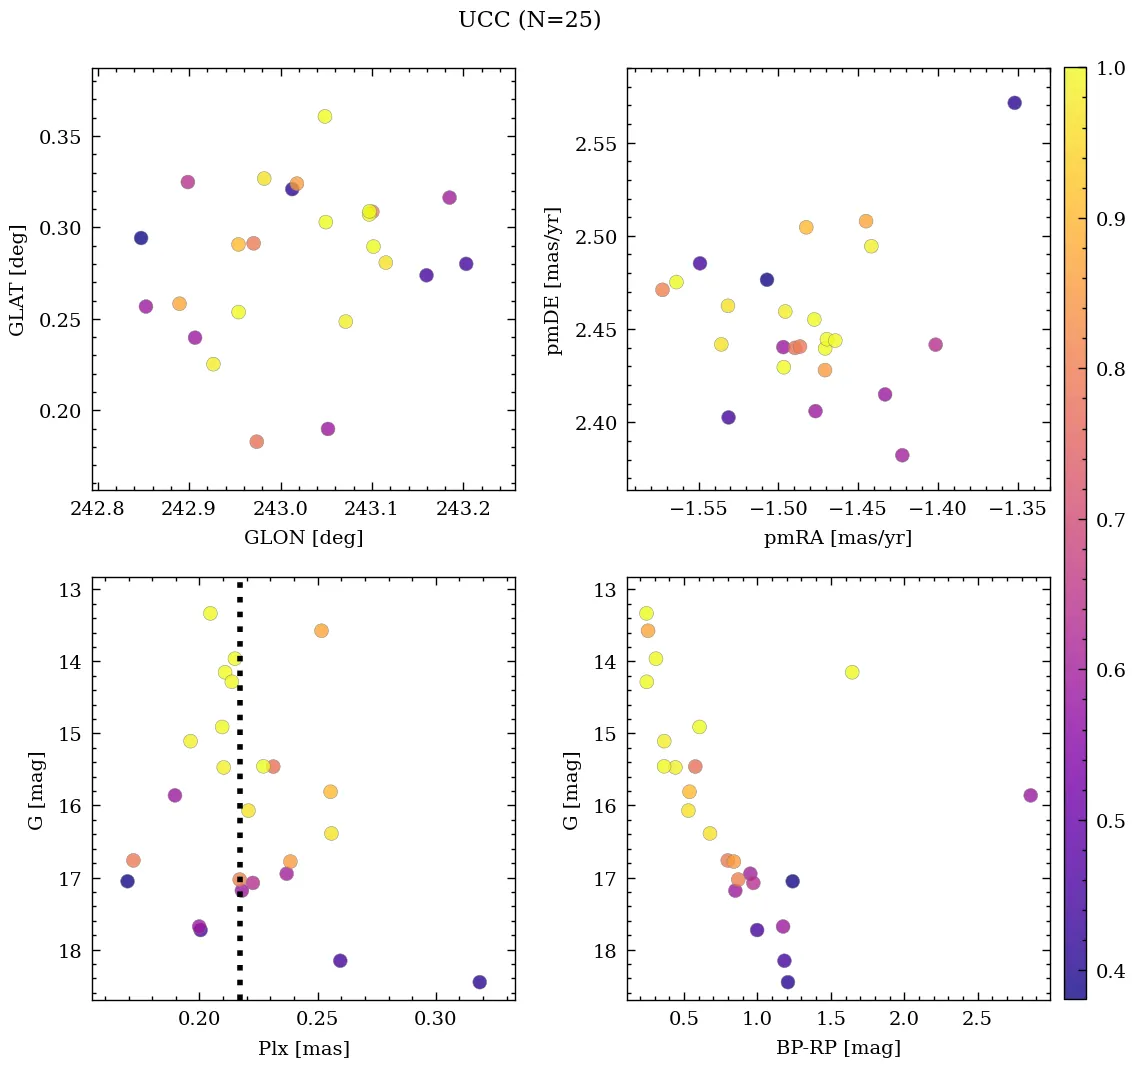 UCC (N=25)
0.35
0.30
0.25
0.20
GLAT [deg]
242.8 242.9 243.0 243.1 243.2
GLON [deg]
2.55
2.50
2.45
2.40
pmDE [mas/yr]
−1.55 −1.50 −1.45 −1.40 −1.35
pmRA [mas/yr]
13
14
15
16
17
18
G [mag]
0.20 0.25 0.30
Plx [mas]
13
14
15
16
17
18
G [mag]
0.5 1.0 1.5 2.0 2.5
BP-RP [mag]
1.0
0.9
0.8
0.7
0.6
0.5
0.4